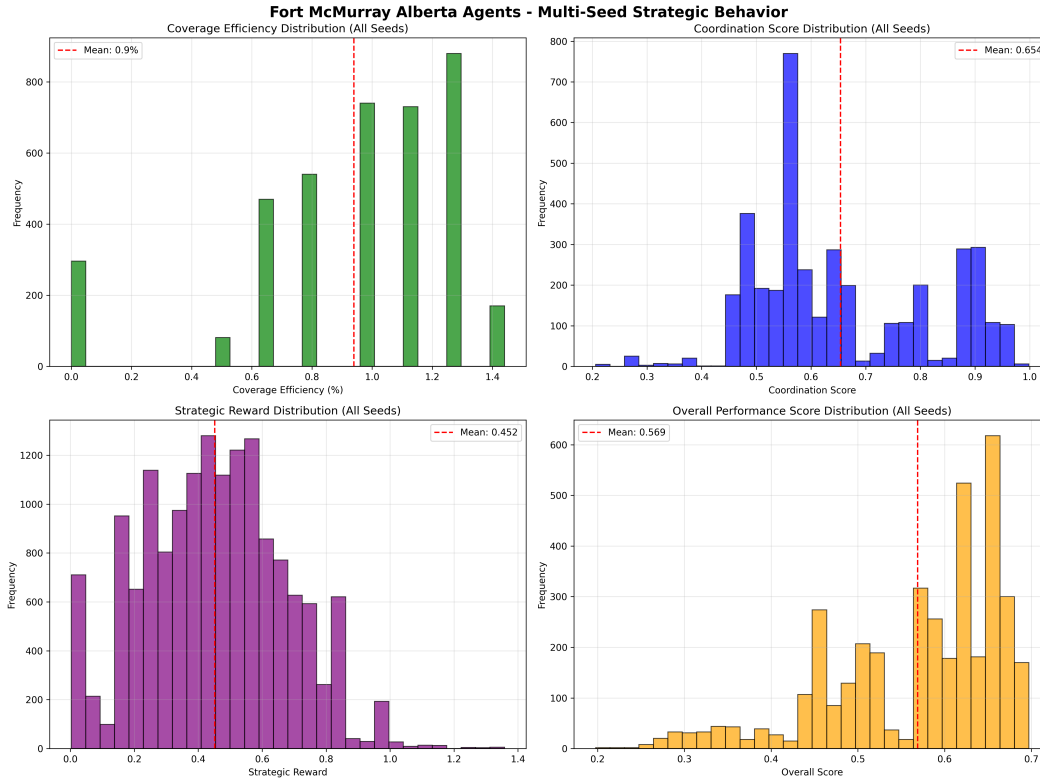 Fort McMurray Alberta Agents - Multi-Seed Strategic Behavior
Coverage Efficiency Distribution (All Seeds)
Mean: 0.9%
Frequency
800
600
400
200
0
0.0 0.2 0.4 0.6 0.8 1.0 1.2 1.4
Coverage Efficiency (%)
Coordination Score Distribution (All Seeds)
Mean: 0.654
Frequency
800
700
600
500
400
300
200
100
0
0.2 0.3 0.4 0.5 0.6 0.7 0.8 0.9 1.0
Coordination Score
Strategic Reward Distribution (All Seeds)
Mean: 0.452
Frequency
1200
1000
800
600
400
200
0
0.0 0.2 0.4 0.6 0.8 1.0 1.2 1.4
Strategic Reward
Overall Performance Score Distribution (All Seeds)
Mean: 0.569
Frequency
600
500
400
300
200
100
0
0.2 0.3 0.4 0.5 0.6 0.7
Overall Score